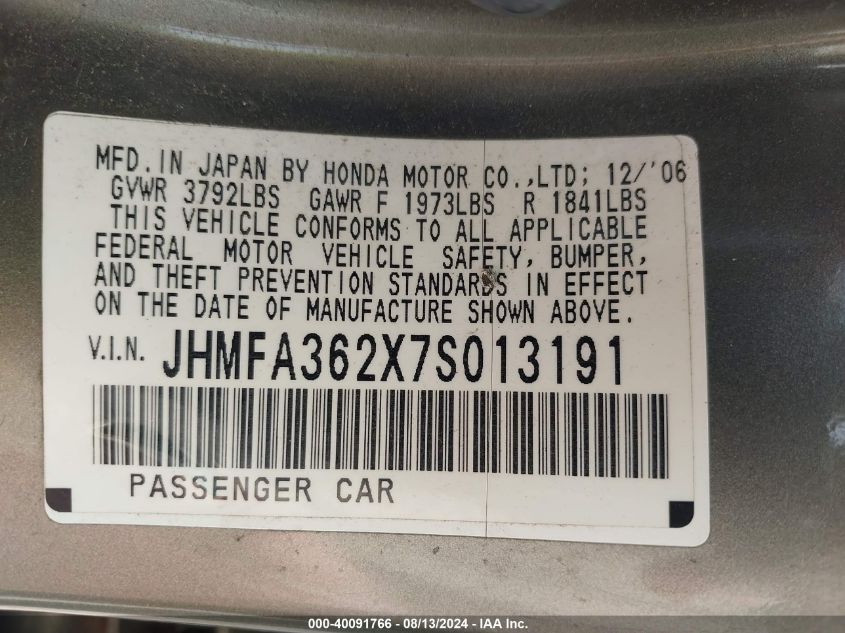 MFD. IN JAPAN BY HONDA MOTOR CO.,LTD; 12/'06
GVWR 3792LBS GAWR F 1973LBS R 1841LBS
THIS VEHICLE CONFORMS TO ALL APPLICABLE
FEDERAL MOTOR VEHICLE SAFETY, BUMPER,
AND THEFT PREVENTION STANDARDS IN EFFECT
ON THE DATE OF MANUFACTURE SHOWN ABOVE.
V.I.N. JHMFA362X7S013191
PASSENGER CAR
000-40091766 - 08/13/2024 - IAA Inc.